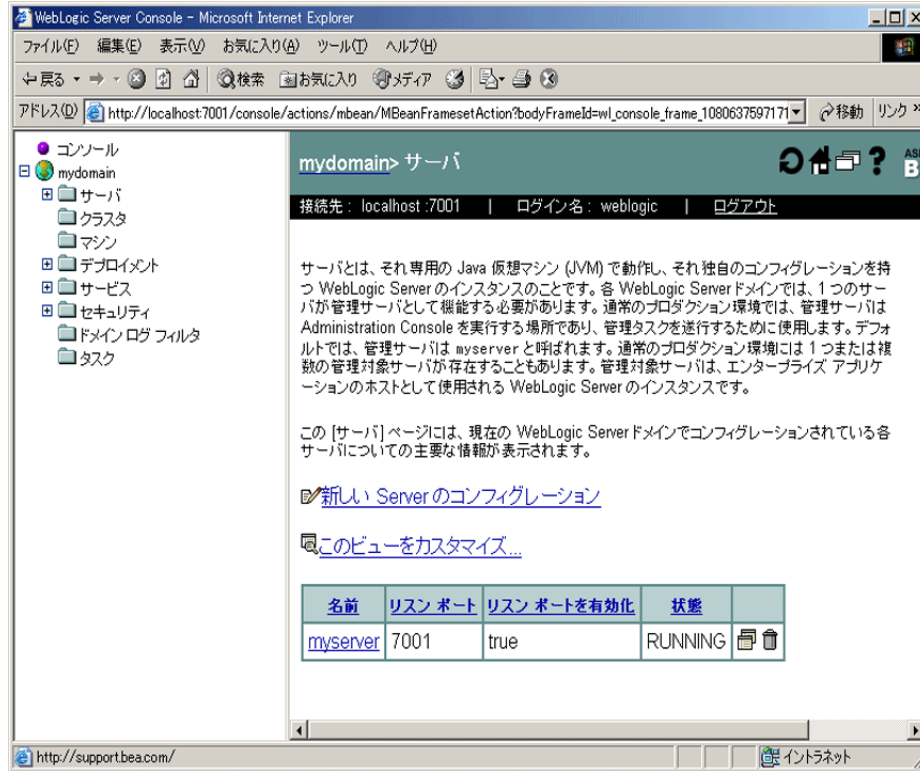 WebLogic Server Console - Microsoft Internet Explorer
ファイル(F) 編集(E) 表示(V) お気に入り(A) ツール(T) ヘルプ(H)
戻る 検索 お気に入り メディア
アドレス(D) http://localhost:7001/console/actions/mbean/MBeanFramesetAction?bodyFrameId=wl_console_frame_1080637597171 移動 リンク »
コンソール
mydomain
サーバ
クラスタ
マシン
デプロイメント
サービス
セキュリティ
ドメイン ログ フィルタ
タスク
mydomain> サーバ ?
接続先 : localhost :7001 | ログイン名 : weblogic | ログアウト
サーバとは、それ専用の Java 仮想マシン (JVM) で動作し、それ独自のコンフィグレーションを持
つ WebLogic Server のインスタンスのことです。各 WebLogic Server ドメインでは、1 つのサー
バが管理サーバとして機能する必要があります。通常のプロダクション環境では、管理サーバは
Administration Console を実行する場所であり、管理タスクを遂行するために使用します。デフォ
ルトでは、管理サーバは myserver と呼ばれます。通常のプロダクション環境には 1 つまたは複
数の管理対象サーバが存在することもあります。管理対象サーバは、エンタープライズ アプリケ
ーションのホストとして使用される WebLogic Server のインスタンスです。
この [サーバ] ページには、現在の WebLogic Server ドメインでコンフィグレーションされている各
サーバについての主要な情報が表示されます。
新しい Server のコンフィグレーション
このビューをカスタマイズ...
名前 リスン ポート リスン ポートを有効化 状態
myserver 7001 true RUNNING
http://support.bea.com/ イントラネット